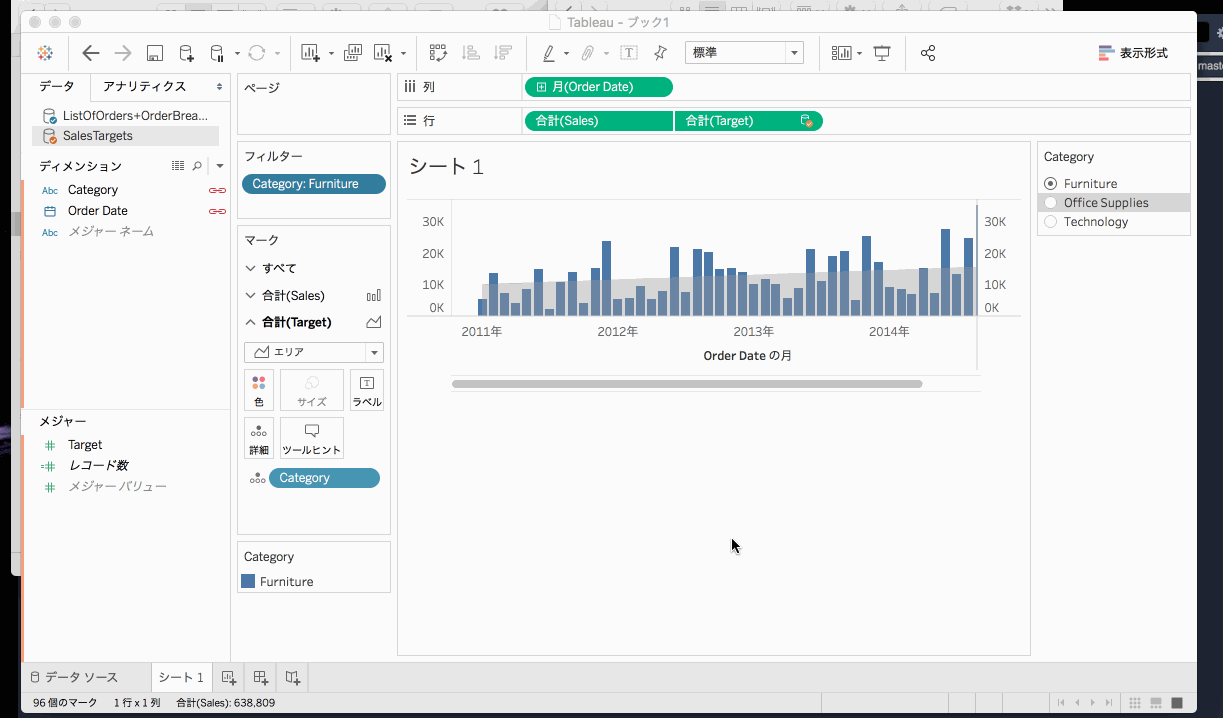 Tableau - ブック1
標準
表示形式
master
データ
アナリティクス
ListOfOrders+OrderBrea...
SalesTargets
ディメンション
Abc Category
Order Date
Abc メジャー ネーム
メジャー
Target
レコード数
メジャー バリュー
ページ
フィルター
Category: Furniture
マーク
すべて
合計(Sales)
合計(Target)
エリア
色
サイズ
ラベル
詳細
ツールヒント
Category
Category
Furniture
列
月(Order Date)
行
合計(Sales)
合計(Target)
シート 1
30K
20K
10K
0K
30K
20K
10K
0K
2011年
2012年
2013年
2014年
Order Date の月
Category
Furniture
Office Supplies
Technology
データ ソース
シート 1
96 個のマーク
1 行 x 1 列
合計(Sales): 638,809